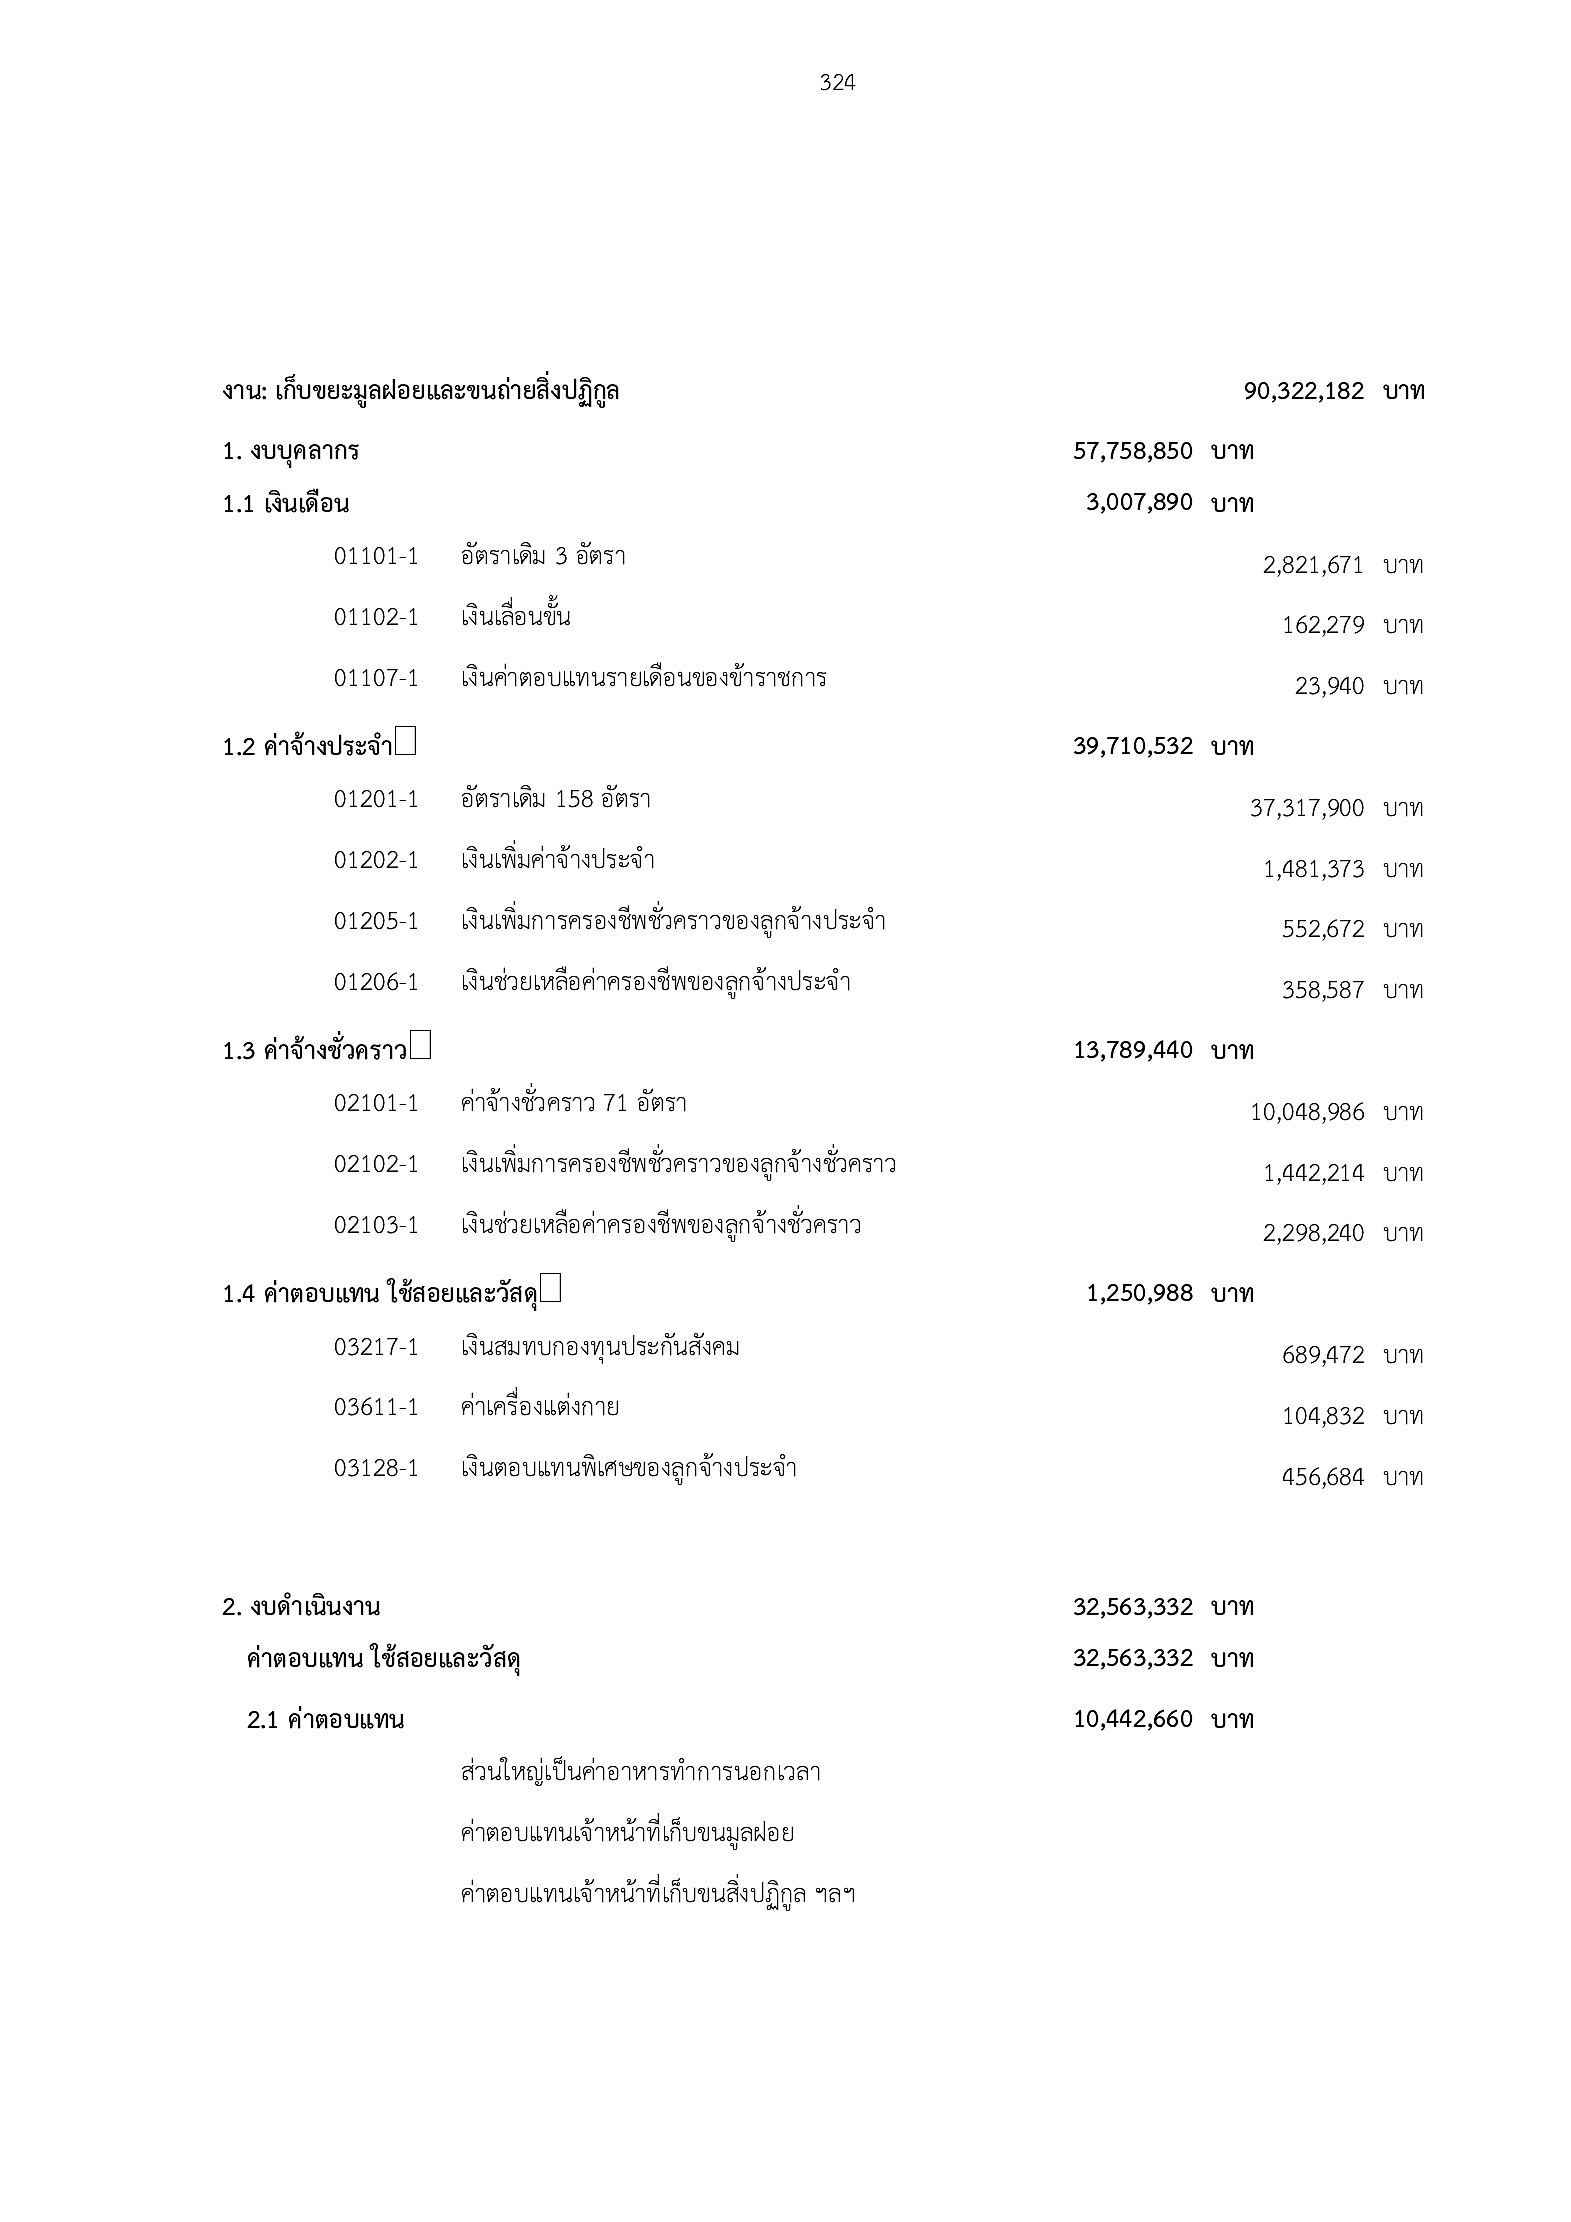 324
งาน: เก็บขยะมูลฝอยและขนถ่ายสิ่งปฏิกูล 90,322,182 บาท
1. งบบุคลากร 57,758,850 บาท
1.1 เงินเดือน 3,007,890 บาท
01101-1 อัตราเดิม 3 อัตรา 2,821,671 บาท
01102-1 เงินเลื่อนขั้น 162,279 บาท
01107-1 เงินค่าตอบแทนรายเดือนของข้าราชการ 23,940 บาท
1.2 ค่าจ้างประจำ 39,710,532 บาท
01201-1 อัตราเดิม 158 อัตรา 37,317,900 บาท
01202-1 เงินเพิ่มค่าจ้างประจำ 1,481,373 บาท
01205-1 เงินเพิ่มการครองชีพชั่วคราวของลูกจ้างประจำ 552,672 บาท
01206-1 เงินช่วยเหลือค่าครองชีพของลูกจ้างประจำ 358,587 บาท
1.3 ค่าจ้างชั่วคราว 13,789,440 บาท
02101-1 ค่าจ้างชั่วคราว 71 อัตรา 10,048,986 บาท
02102-1 เงินเพิ่มการครองชีพชั่วคราวของลูกจ้างชั่วคราว 1,442,214 บาท
02103-1 เงินช่วยเหลือค่าครองชีพของลูกจ้างชั่วคราว 2,298,240 บาท
1.4 ค่าตอบแทน ใช้สอยและวัสดุ 1,250,988 บาท
03217-1 เงินสมทบกองทุนประกันสังคม 689,472 บาท
03611-1 ค่าเครื่องแต่งกาย 104,832 บาท
03128-1 เงินตอบแทนพิเศษของลูกจ้างประจำ 456,684 บาท
2. งบดำเนินงาน 32,563,332 บาท
ค่าตอบแทน ใช้สอยและวัสดุ 32,563,332 บาท
2.1 ค่าตอบแทน 10,442,660 บาท
ส่วนใหญ่เป็นค่าอาหารทำการนอกเวลา
ค่าตอบแทนเจ้าหน้าที่เก็บขนมูลฝอย
ค่าตอบแทนเจ้าหน้าที่เก็บขนสิ่งปฏิกูล ฯลฯ